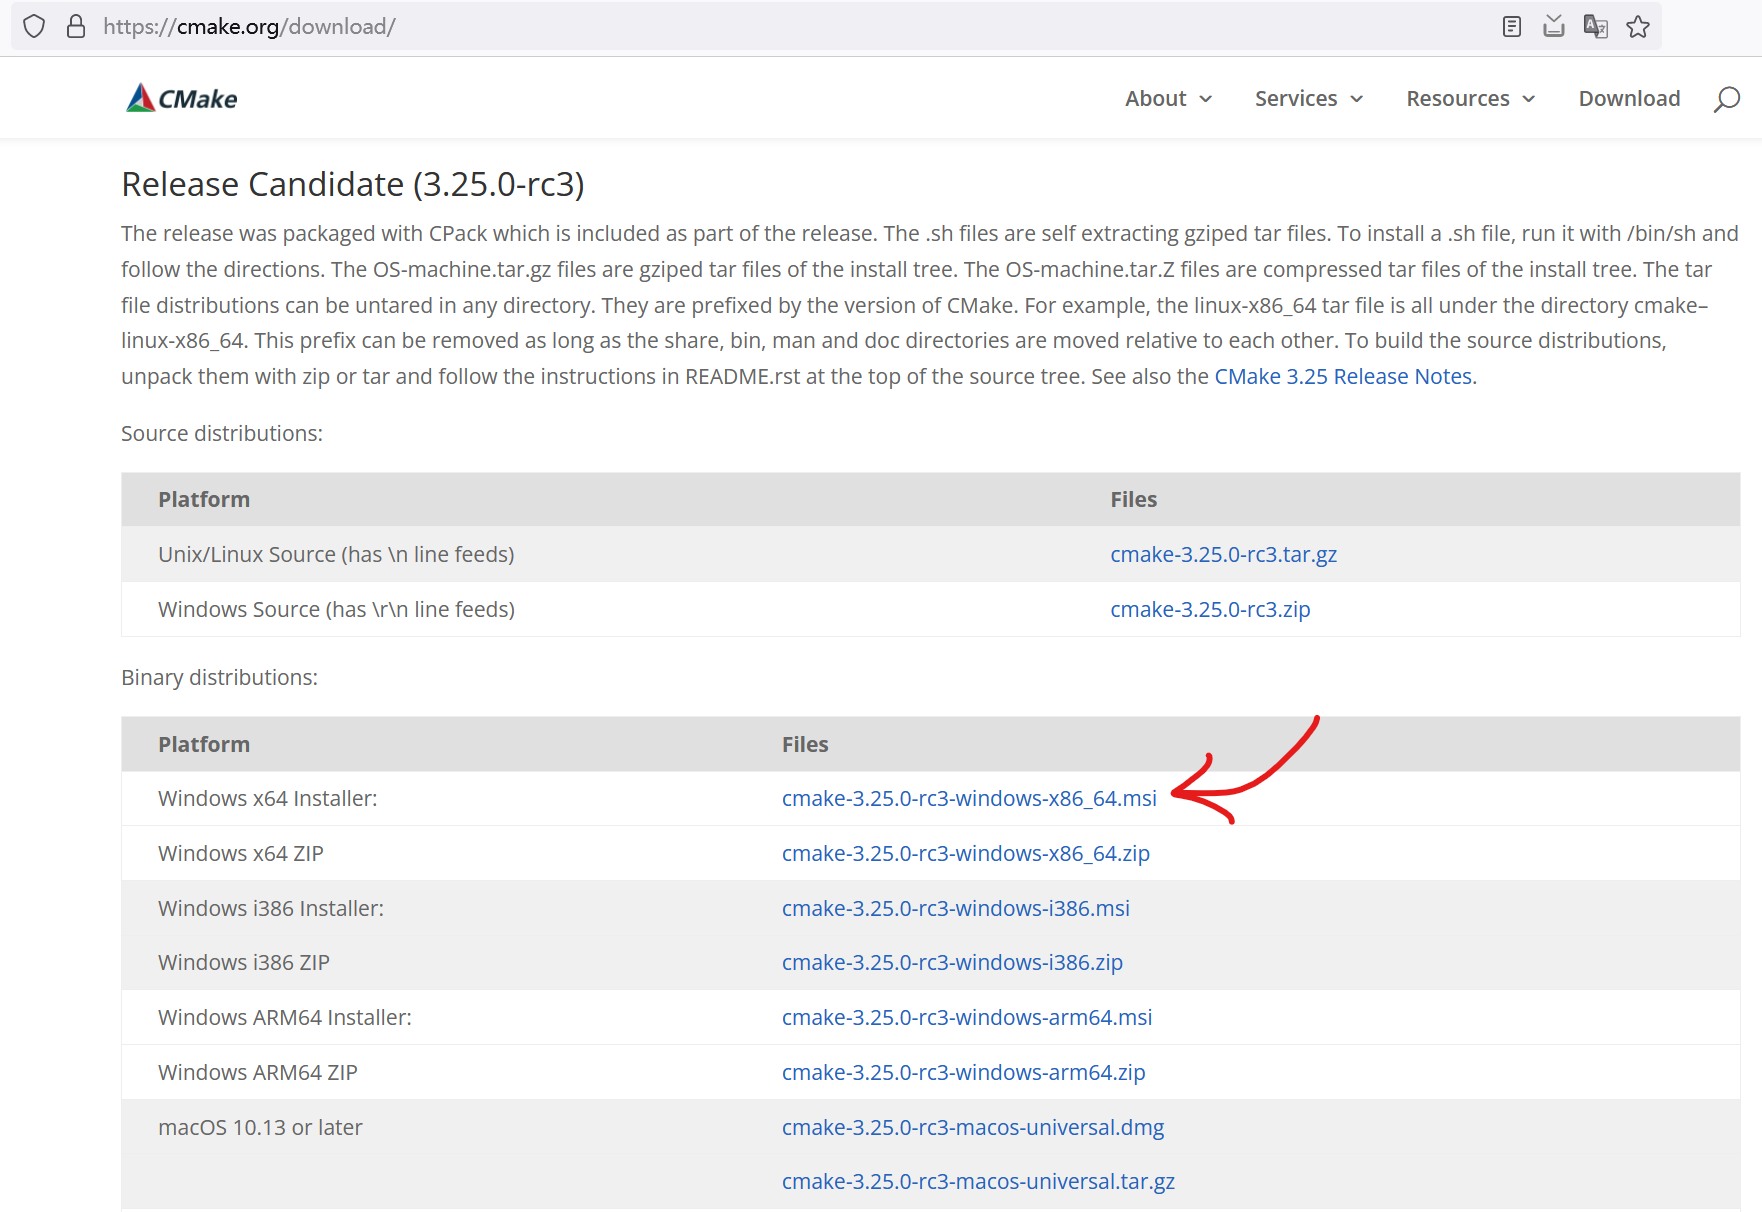 https://cmake.org/download/
CMake
About
Services
Resources
Download
Release Candidate (3.25.0-rc3)
The release was packaged with CPack which is included as part of the release. The .sh files are self extracting gziped tar files. To install a .sh file, run it with /bin/sh and
follow the directions. The OS-machine.tar.gz files are gziped tar files of the install tree. The OS-machine.tar.Z files are compressed tar files of the install tree. The tar
file distributions can be untared in any directory. They are prefixed by the version of CMake. For example, the linux-x86_64 tar file is all under the directory cmake–
linux-x86_64. This prefix can be removed as long as the share, bin, man and doc directories are moved relative to each other. To build the source distributions,
unpack them with zip or tar and follow the instructions in README.rst at the top of the source tree. See also the CMake 3.25 Release Notes.
Source distributions:
Platform Files
Unix/Linux Source (has \n line feeds) cmake-3.25.0-rc3.tar.gz
Windows Source (has \r\n line feeds) cmake-3.25.0-rc3.zip
Binary distributions:
Platform Files
Windows x64 Installer: cmake-3.25.0-rc3-windows-x86_64.msi
Windows x64 ZIP cmake-3.25.0-rc3-windows-x86_64.zip
Windows i386 Installer: cmake-3.25.0-rc3-windows-i386.msi
Windows i386 ZIP cmake-3.25.0-rc3-windows-i386.zip
Windows ARM64 Installer: cmake-3.25.0-rc3-windows-arm64.msi
Windows ARM64 ZIP cmake-3.25.0-rc3-windows-arm64.zip
macOS 10.13 or later cmake-3.25.0-rc3-macos-universal.dmg
cmake-3.25.0-rc3-macos-universal.tar.gz